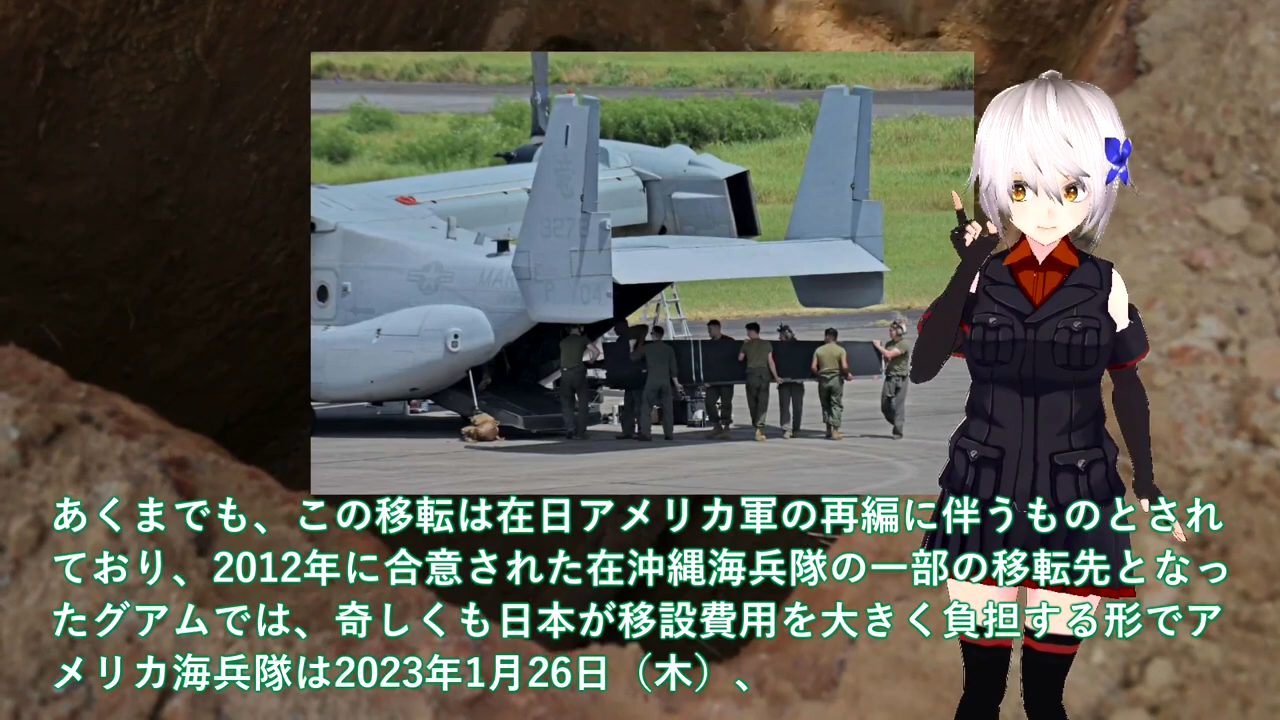 3272
MARINE
P 04
あくまでも、この移転は在日アメリカ軍の再編に伴うものとされ
ており、2012年に合意された在沖縄海兵隊の一部の移転先となっ
たグアムでは、奇しくも日本が移設費用を大きく負担する形でア
メリカ海兵隊は2023年1月26日（木）、